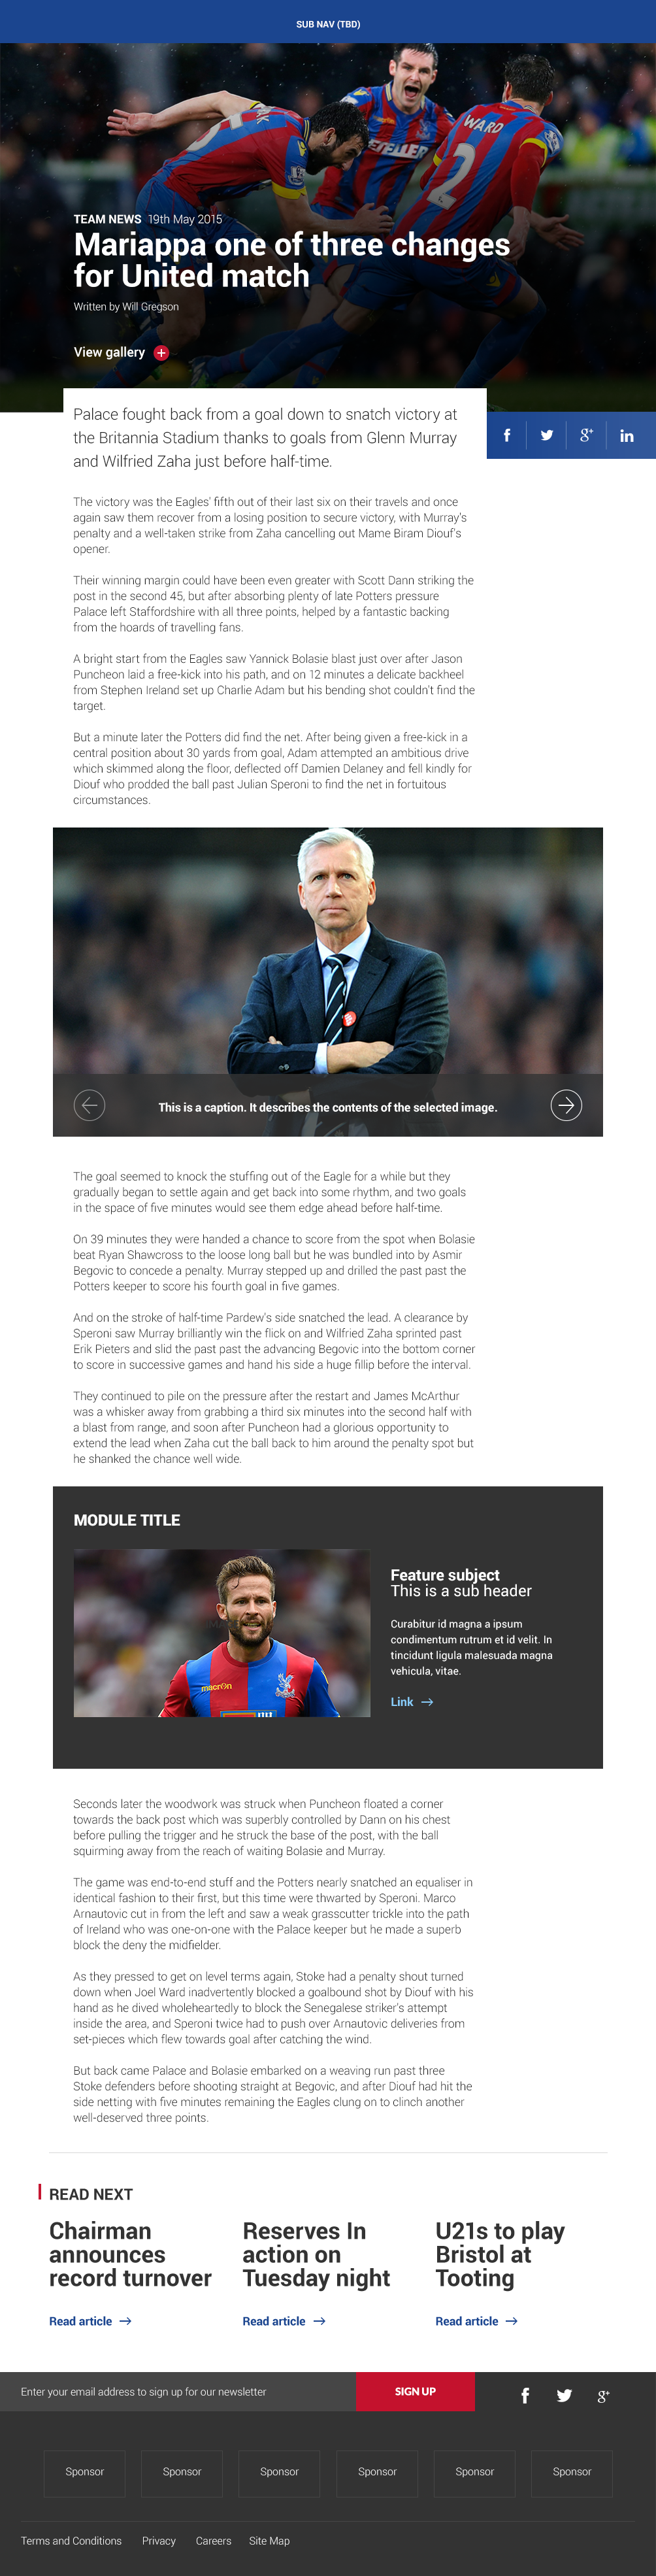 SUB NAV (TBD)
WARD
2
TEAM NEWS 19th May 2015
Mariappa one of three changes
for United match
Written by Will Gregson
View gallery
Palace fought back from a goal down to snatch victory at
the Britannia Stadium thanks to goals from Glenn Murray
and Wilfried Zaha just before half-time.
The victory was the Eagles' fifth out of their last six on their travels and once
again saw them recover from a losing position to secure victory, with Murray's
penalty and a well-taken strike from Zaha cancelling out Mame Biram Diouf's
opener.
Their winning margin could have been even greater with Scott Dann striking the
post in the second 45, but after absorbing plenty of late Potters pressure
Palace left Staffordshire with all three points, helped by a fantastic backing
from the hoards of travelling fans.
A bright start from the Eagles saw Yannick Bolasie blast just over after Jason
Puncheon laid a free-kick into his path, and on 12 minutes a delicate backheel
from Stephen Ireland set up Charlie Adam but his bending shot couldn't find the
target.
But a minute later the Potters did find the net. After being given a free-kick in a
central position about 30 yards from goal, Adam attempted an ambitious drive
which skimmed along the floor, deflected off Damien Delaney and fell kindly for
Diouf who prodded the ball past Julian Speroni to find the net in fortuitous
circumstances.
This is a caption. It describes the contents of the selected image.
The goal seemed to knock the stuffing out of the Eagle for a while but they
gradually began to settle again and get back into some rhythm, and two goals
in the space of five minutes would see them edge ahead before half-time.
On 39 minutes they were handed a chance to score from the spot when Bolasie
beat Ryan Shawcross to the loose long ball but he was bundled into by Asmir
Begovic to concede a penalty. Murray stepped up and drilled the past past the
Potters keeper to score his fourth goal in five games.
And on the stroke of half-time Pardew's side snatched the lead. A clearance by
Speroni saw Murray brilliantly win the flick on and Wilfried Zaha sprinted past
Erik Pieters and slid the past past the advancing Begovic into the bottom corner
to score in successive games and hand his side a huge fillip before the interval.
They continued to pile on the pressure after the restart and James McArthur
was a whisker away from grabbing a third six minutes into the second half with
a blast from range, and soon after Puncheon had a glorious opportunity to
extend the lead when Zaha cut the ball back to him around the penalty spot but
he shanked the chance well wide.
MODULE TITLE
macron
Feature subject
This is a sub header
Curabitur id magna a ipsum
condimentum rutrum et id velit. In
tincidunt ligula malesuada magna
vehicula, vitae.
Link
Seconds later the woodwork was struck when Puncheon floated a corner
towards the back post which was superbly controlled by Dann on his chest
before pulling the trigger and he struck the base of the post, with the ball
squirming away from the reach of waiting Bolasie and Murray.
The game was end-to-end stuff and the Potters nearly snatched an equaliser in
identical fashion to their first, but this time were thwarted by Speroni. Marco
Arnautovic cut in from the left and saw a weak grasscutter trickle into the path
of Ireland who was one-on-one with the Palace keeper but he made a superb
block the deny the midfielder.
As they pressed to get on level terms again, Stoke had a penalty shout turned
down when Joel Ward inadvertently blocked a goalbound shot by Diouf with his
hand as he dived wholeheartedly to block the Senegalese striker's attempt
inside the area, and Speroni twice had to push over Arnautovic deliveries from
set-pieces which flew towards goal after catching the wind.
But back came Palace and Bolasie embarked on a weaving run past three
Stoke defenders before shooting straight at Begovic, and after Diouf had hit the
side netting with five minutes remaining the Eagles clung on to clinch another
well-deserved three points.
READ NEXT
Chairman
announces
record turnover
Read article
Reserves In
action on
Tuesday night
Read article
U21s to play
Bristol at
Tooting
Read article
Enter your email address to sign up for our newsletter
SIGN UP
Sponsor Sponsor Sponsor Sponsor Sponsor Sponsor
Terms and Conditions Privacy Careers Site Map